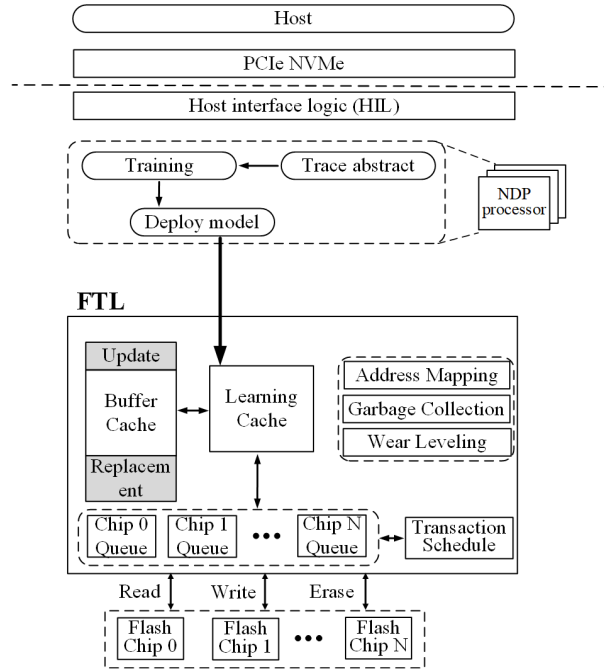 Host
PCIe NVMe
Host interface logic (HIL)
Training
Trace abstract
Deploy model
NDP
processor
FTL
Update
Buffer
Cache
Replacem
ent
Learning
Cache
Address Mapping
Garbage Collection
Wear Leveling
Chip 0
Queue
Chip 1
Queue
•••
Chip N
Queue
Transaction
Schedule
Read
Write
Erase
Flash
Chip 0
Flash
Chip 1
•••
Flash
Chip N